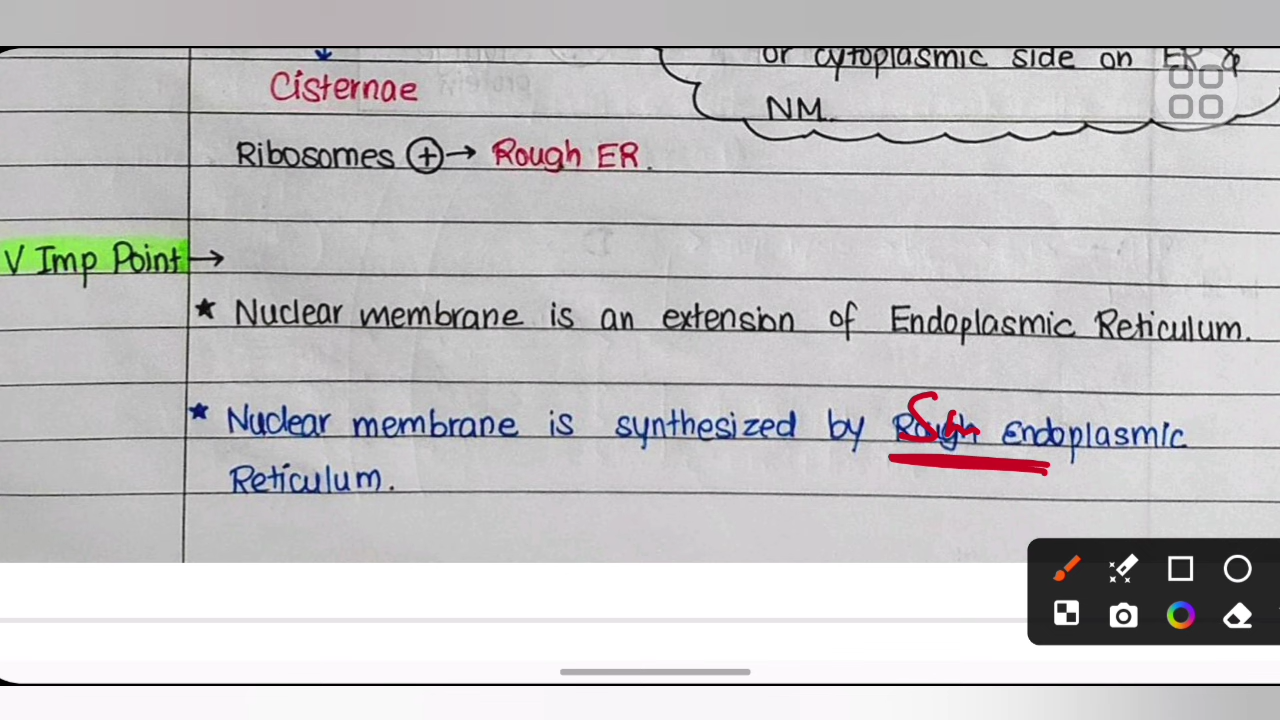 or cytoplasmic side on ER &
NM.
Cisternae
Ribosomes + → Rough ER.
V Imp Point →
★ Nuclear membrane is an extension of Endoplasmic Reticulum.
★ Nuclear membrane is synthesized by Rough Endoplasmic
Reticulum.